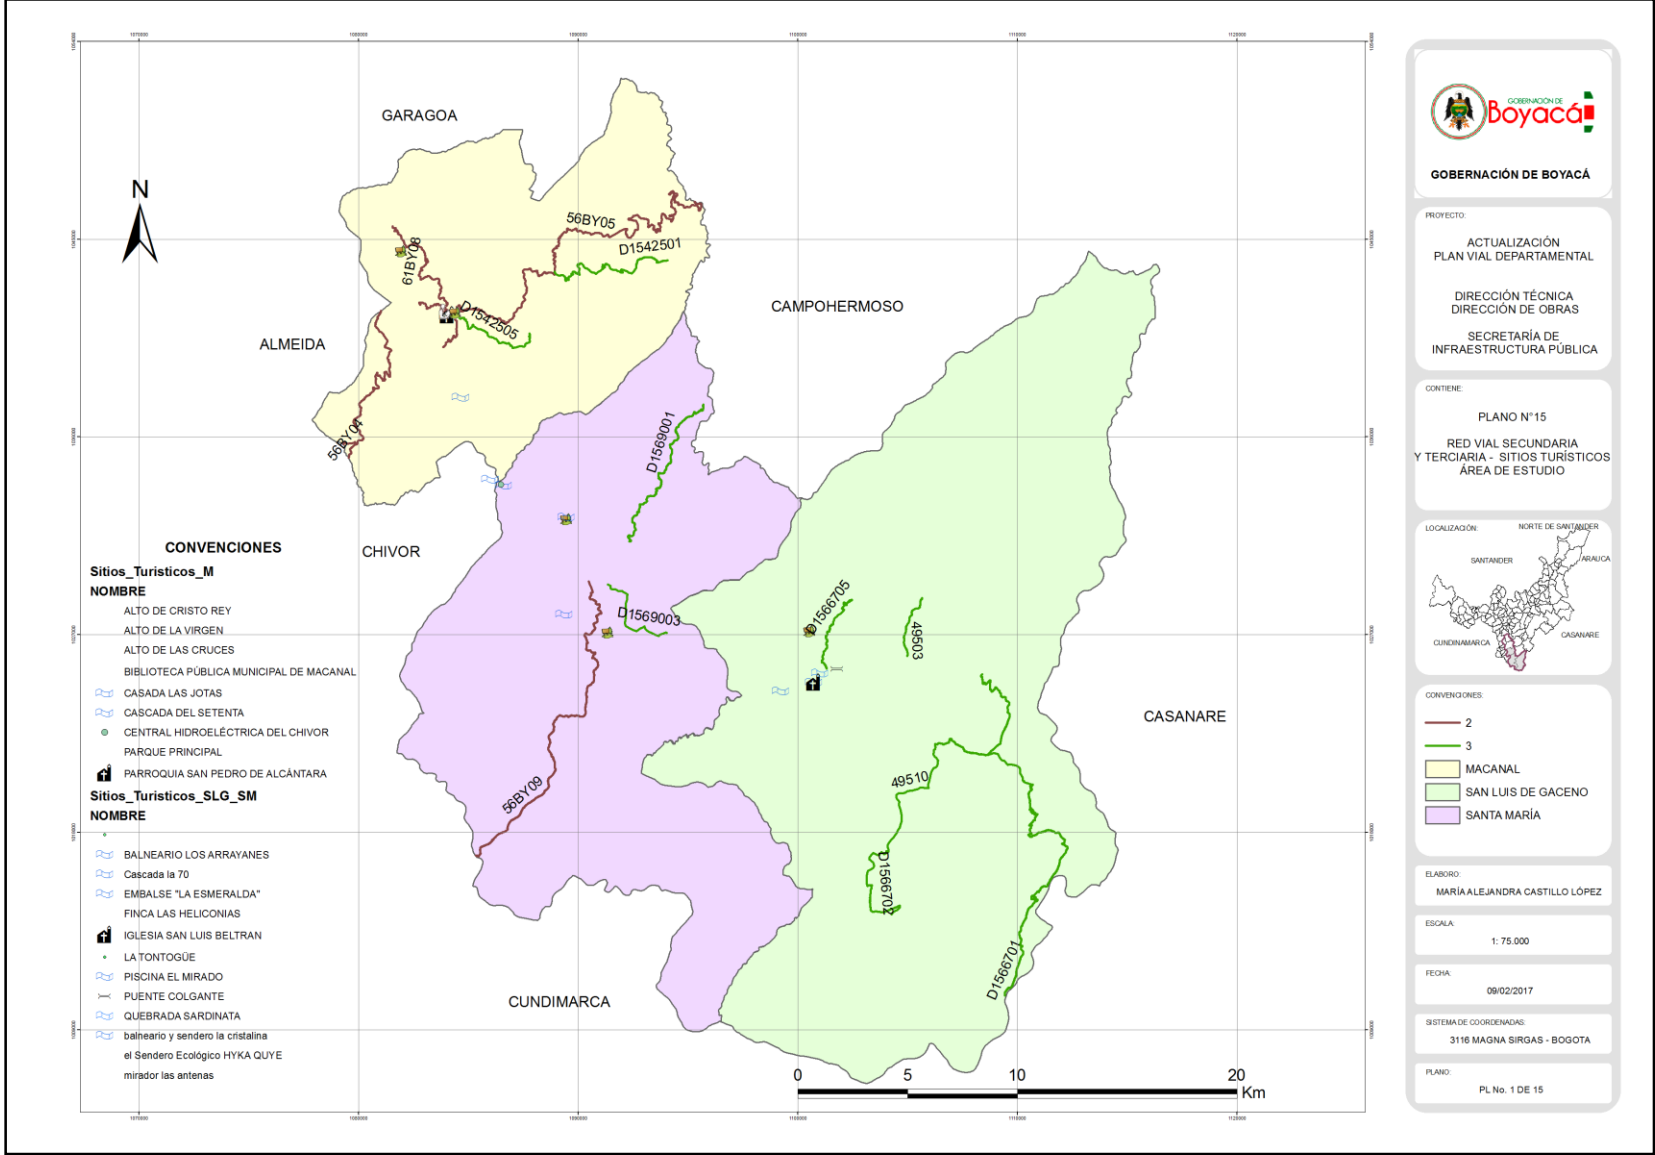 GARAGOA
N
56BY05
D1542501
61BY08
D1542505
CAMPOHERMOSO
ALMEIDA
56BY04
D1569001
CHIVOR
D1569003
D1566705
49503
CASANARE
56BY09
49510
D1566702
D1566701
CUNDIMARCA
0 5 10 20
Km
CONVENCIONES
Sitios_Turisticos_M
NOMBRE
ALTO DE CRISTO REY
ALTO DE LA VIRGEN
ALTO DE LAS CRUCES
BIBLIOTECA PÚBLICA MUNICIPAL DE MACANAL
CASADA LAS JOTAS
CASCADA DEL SETENTA
CENTRAL HIDROELÉCTRICA DEL CHIVOR
PARQUE PRINCIPAL
PARROQUIA SAN PEDRO DE ALCÁNTARA
Sitios_Turisticos_SLG_SM
NOMBRE
BALNEARIO LOS ARRAYANES
Cascada la 70
EMBALSE "LA ESMERALDA"
FINCA LAS HELICONIAS
IGLESIA SAN LUIS BELTRAN
LA TONTOGÜE
PISCINA EL MIRADO
PUENTE COLGANTE
QUEBRADA SARDINATA
balneario y sendero la cristalina
el Sendero Ecológico HYKA QUYE
mirador las antenas
GOBERNACIÓN DE
Boyacá
GOBERNACIÓN DE BOYACÁ
PROYECTO:
ACTUALIZACIÓN
PLAN VIAL DEPARTAMENTAL
DIRECCIÓN TÉCNICA
DIRECCIÓN DE OBRAS
SECRETARÍA DE
INFRAESTRUCTURA PÚBLICA
CONTIENE:
PLANO N°15
RED VIAL SECUNDARIA
Y TERCIARIA - SITIOS TURÍSTICOS
ÁREA DE ESTUDIO
LOCALIZACIÓN:
NORTE DE SANTANDER
SANTANDER
ARAUCA
CUNDINAMARCA
CASANARE
CONVENCIONES:
2
3
MACANAL
SAN LUIS DE GACENO
SANTA MARÍA
ELABORO:
MARÍA ALEJANDRA CASTILLO LÓPEZ
ESCALA:
1: 75.000
FECHA:
09/02/2017
SISTEMA DE COORDENADAS:
3116 MAGNA SIRGAS - BOGOTA
PLANO:
PL No. 1 DE 15